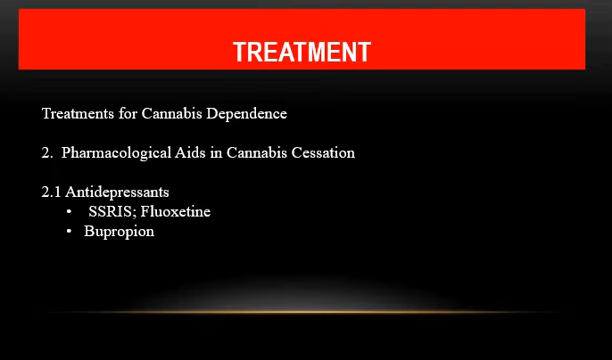 TREATMENT
Treatments for Cannabis Dependence
2. Pharmacological Aids in Cannabis Cessation
2.1 Antidepressants
• SSRIS; Fluoxetine
• Bupropion